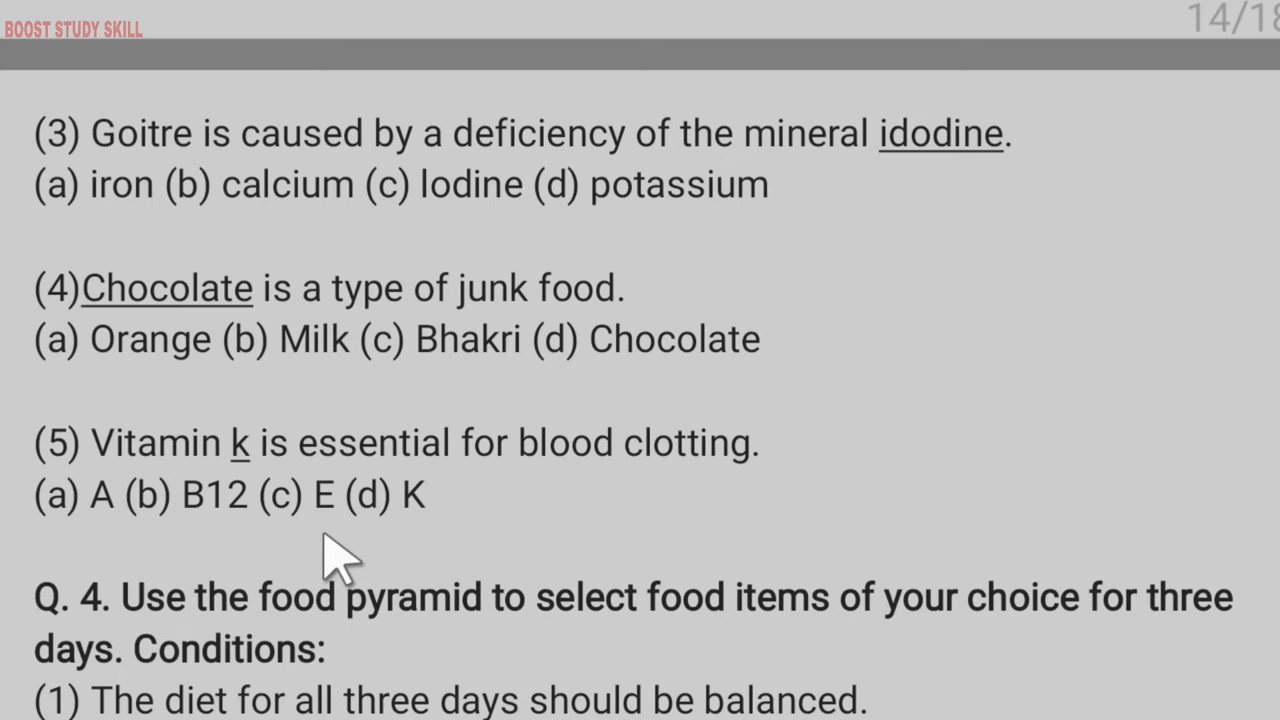 BOOST STUDY SKILL
14/18
(3) Goitre is caused by a deficiency of the mineral idodine.
(a) iron (b) calcium (c) lodine (d) potassium
(4)Chocolate is a type of junk food.
(a) Orange (b) Milk (c) Bhakri (d) Chocolate
(5) Vitamin k is essential for blood clotting.
(a) A (b) B12 (c) E (d) K
Q. 4. Use the food pyramid to select food items of your choice for three
days. Conditions:
(1) The diet for all three days should be balanced.